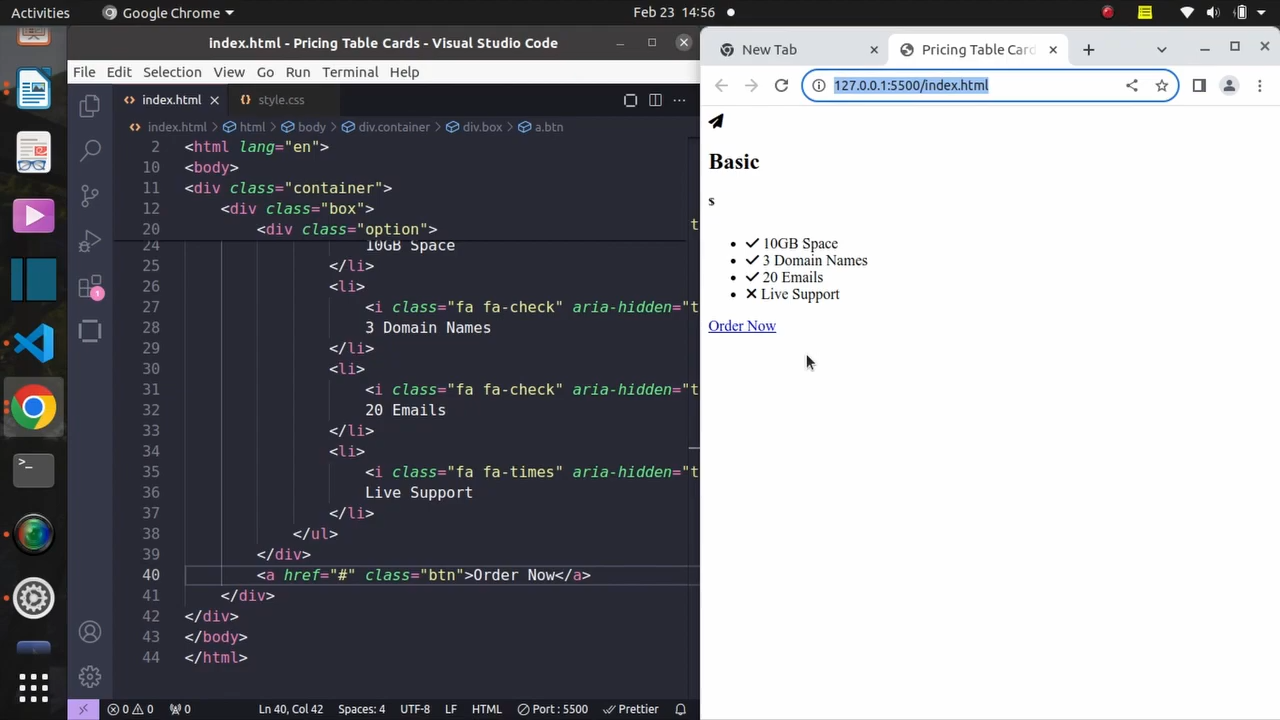 Activities
Google Chrome
Feb 23 14:56
index.html - Pricing Table Cards - Visual Studio Code
File Edit Selection View Go Run Terminal Help
index.html
style.css
index.html html body div.container div.box a.btn
2 <html lang="en">
10 <body>
11 <div class="container">
12 <div class="box">
20 <div class="option">
24 10GB Space
25 </li>
26 <li>
27 <i class="fa fa-check" aria-hidden="t
28 3 Domain Names
29 </li>
30 <li>
31 <i class="fa fa-check" aria-hidden="t
32 20 Emails
33 </li>
34 <li>
35 <i class="fa fa-times" aria-hidden="t
36 Live Support
37 </li>
38 </ul>
39 </div>
40 <a href="#" class="btn">Order Now</a>
41 </div>
42 </div>
43 </body>
44 </html>
1
0 0 0 Ln 40, Col 42 Spaces: 4 UTF-8 LF HTML Port : 5500 Prettier
New Tab
Pricing Table Card
127.0.0.1:5500/index.html
Basic
$
10GB Space
3 Domain Names
20 Emails
Live Support
Order Now